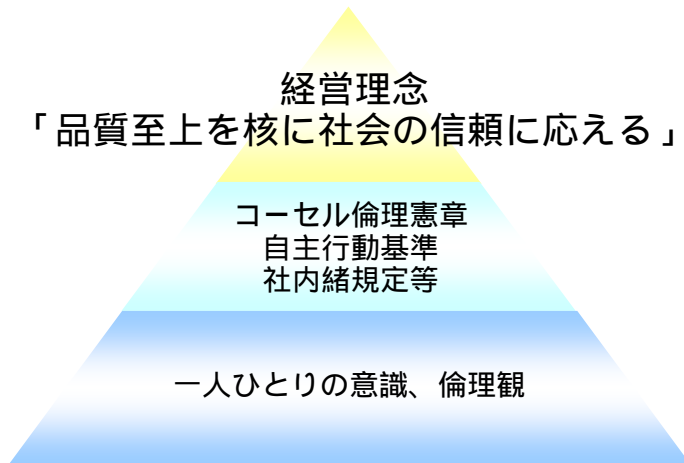 経営理念
「品質至上を核に社会の信頼に応える」
コーセル倫理憲章
自主行動基準
社内緒規定等
一人ひとりの意識、倫理観